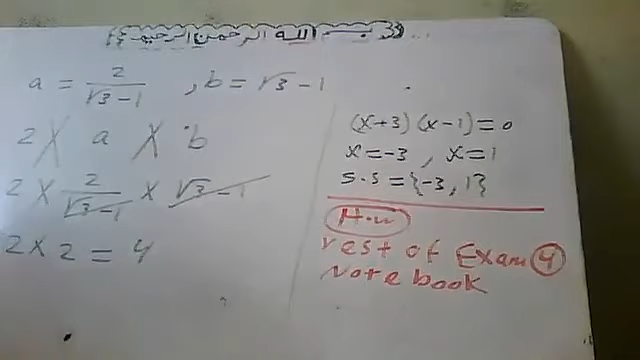 بسم الله الرحمن الرحيم
a = 2/(√3-1) , b = √3-1
2 X a X b
2 X 2/(√3-1) X √3-1
2 X 2 = 4
(x+3) (x-1) = 0
x = -3 , x = 1
s.s = {-3, 1}
H.w
rest of Exam 4
Note book